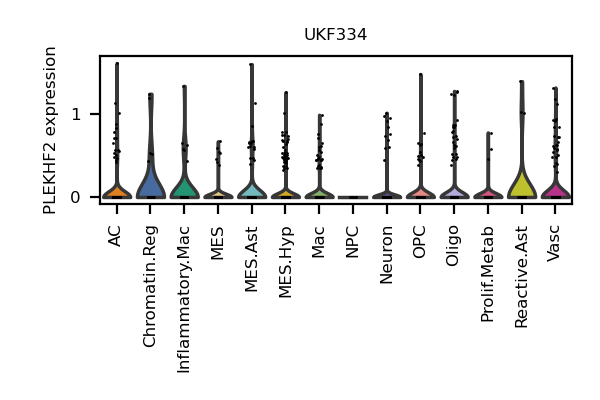 UKF334
PLEKHF2 expression
1
0
AC
Chromatin.Reg
Inflammatory.Mac
MES
MES.Ast
MES.Hyp
Mac
NPC
Neuron
OPC
Oligo
Prolif.Metab
Reactive.Ast
Vasc